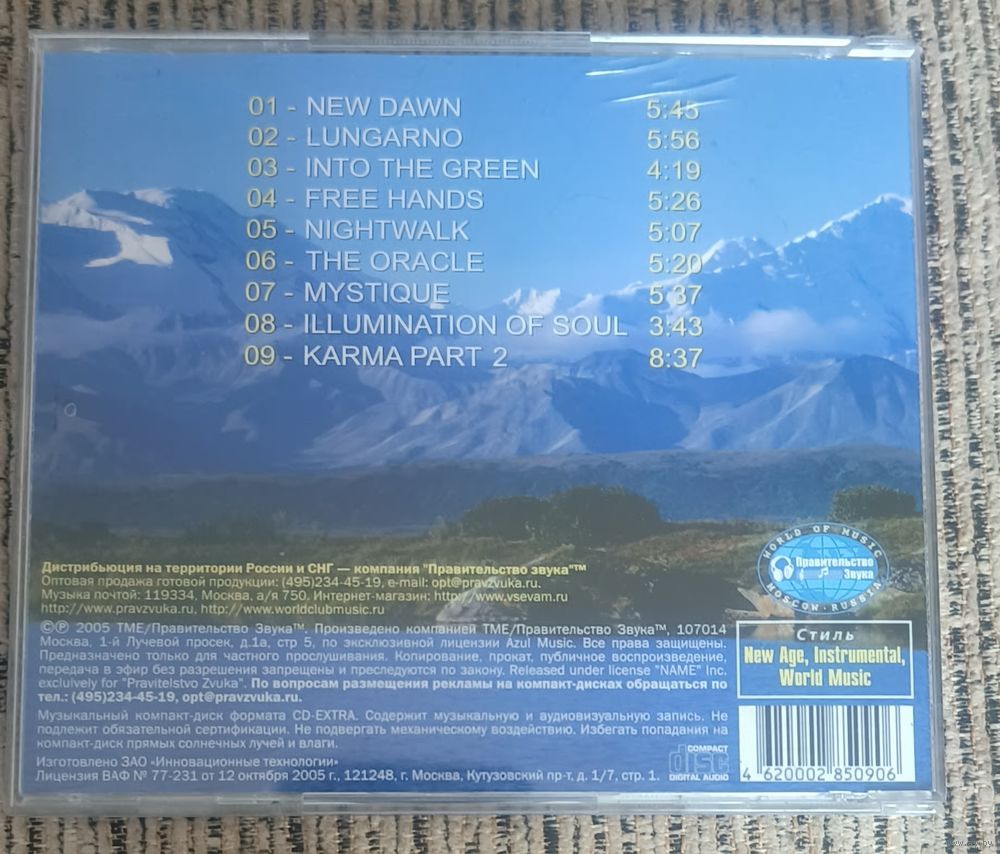 01 - NEW DAWN 5:45
02 - LUNGARNO 5:56
03 - INTO THE GREEN 4:19
04 - FREE HANDS 5:26
05 - NIGHTWALK 5:07
06 - THE ORACLE 5:20
07 - MYSTIQUE 5:37
08 - ILLUMINATION OF SOUL 3:43
09 - KARMA PART 2 8:37
Дистрибьюция на территории России и СНГ — компания "Правительство звука"™
Оптовая продажа готовой продукции: (495)234-45-19, e-mail: opt@pravzvuka.ru.
Музыка почтой: 119334, Москва, а/я 750. Интернет-магазин: http://www.vsevam.ru
http://www.pravzvuka.ru, http://www.worldclubmusic.ru
WORLD OF MUSIC
Правительство
Звука
MOSCOW · RUSSIA
©℗ 2005 TME/Правительство Звука™. Произведено компанией TME/Правительство Звука™, 107014
Москва, 1-й Лучевой просек, д.1а, стр 5, по эксклюзивной лицензии Azul Music. Все права защищены.
Предназначено только для частного прослушивания. Копирование, прокат, публичное воспроизведение,
передача в эфир без разрешения запрещены и преследуются по закону. Released under license "NAME" Inc.
excluively for "Pravitelstvo Zvuka". По вопросам размещения рекламы на компакт-дисках обращаться по
тел.: (495)234-45-19, opt@pravzvuka.ru.
Стиль
New Age, Instrumental,
World Music
Музыкальный компакт-диск формата CD-EXTRA. Содержит музыкальную и аудиовизуальную запись. Не
подлежит обязательной сертификации. Не подвергать механическому воздействию. Избегать попадания на
компакт-диск прямых солнечных лучей и влаги.
Изготовлено ЗАО «Инновационные технологии»
Лицензия ВАФ № 77-231 от 12 октября 2005 г., 121248, г. Москва, Кутузовский пр-т, д. 1/7, стр. 1.
COMPACT
disc
DIGITAL AUDIO
4 620002 850906